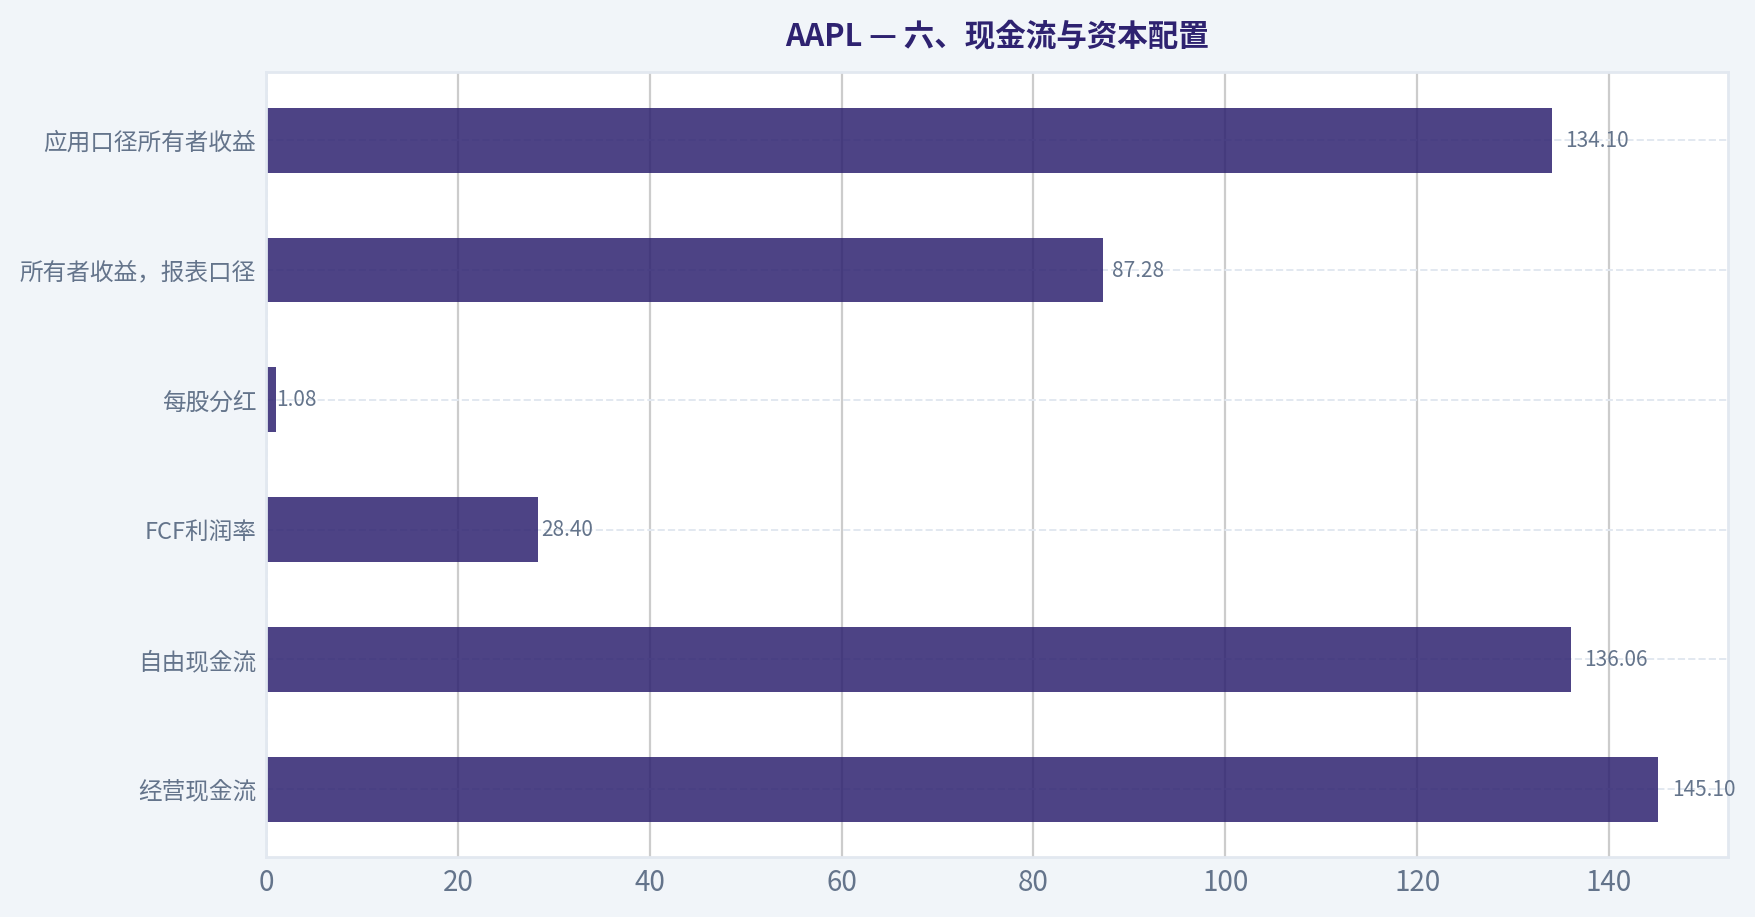 AAPL — 六、现金流与资本配置
应用口径所有者收益 134.10
所有者收益，报表口径 87.28
每股分红 1.08
FCF利润率 28.40
自由现金流 136.06
经营现金流 145.10
0 20 40 60 80 100 120 140